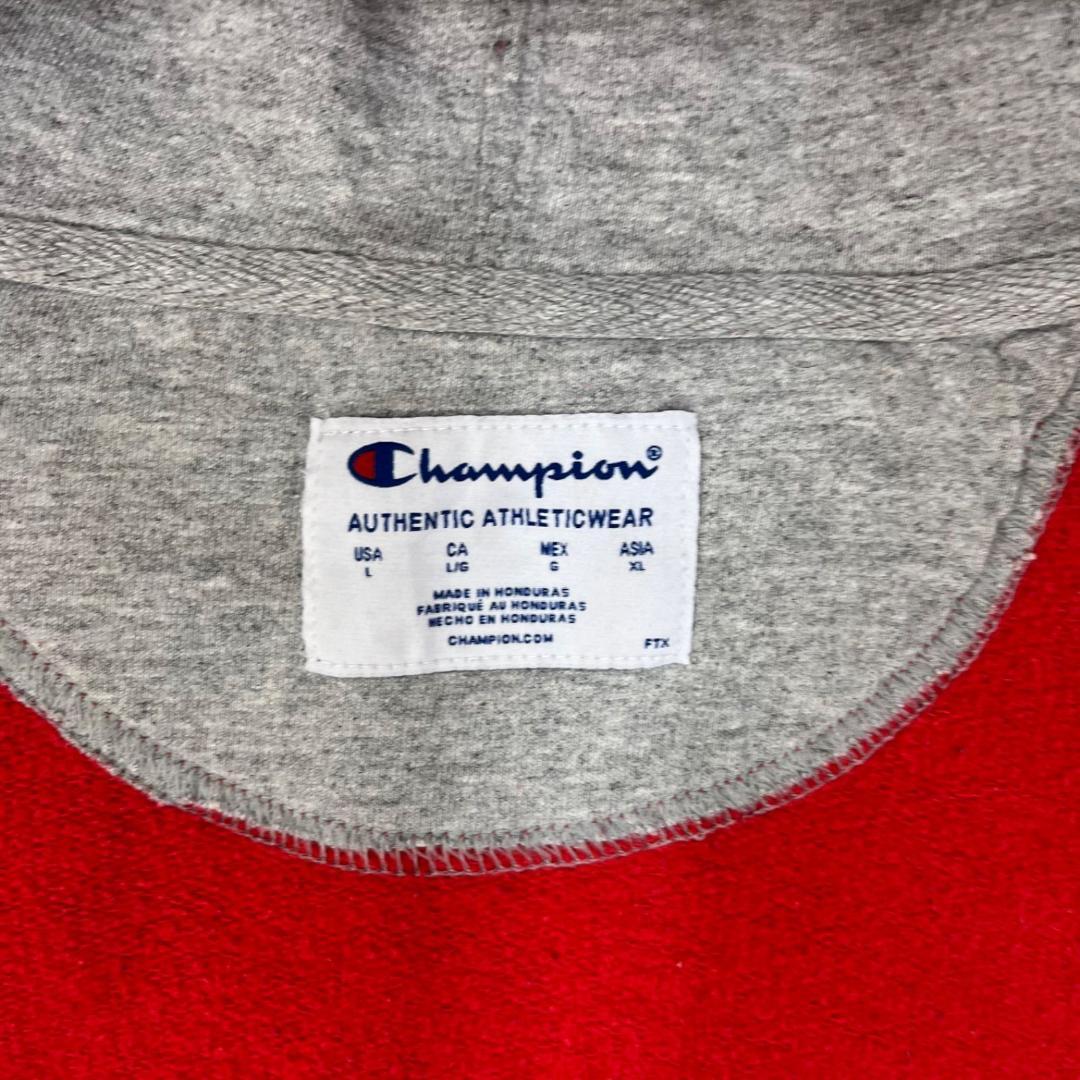 Champion®
AUTHENTIC ATHLETICWEAR
USA CA MEX ASIA
L L/G G XL
MADE IN HONDURAS
FABRIQUÉ AU HONDURAS
HECHO EN HONDURAS
CHAMPION.COM
FTX